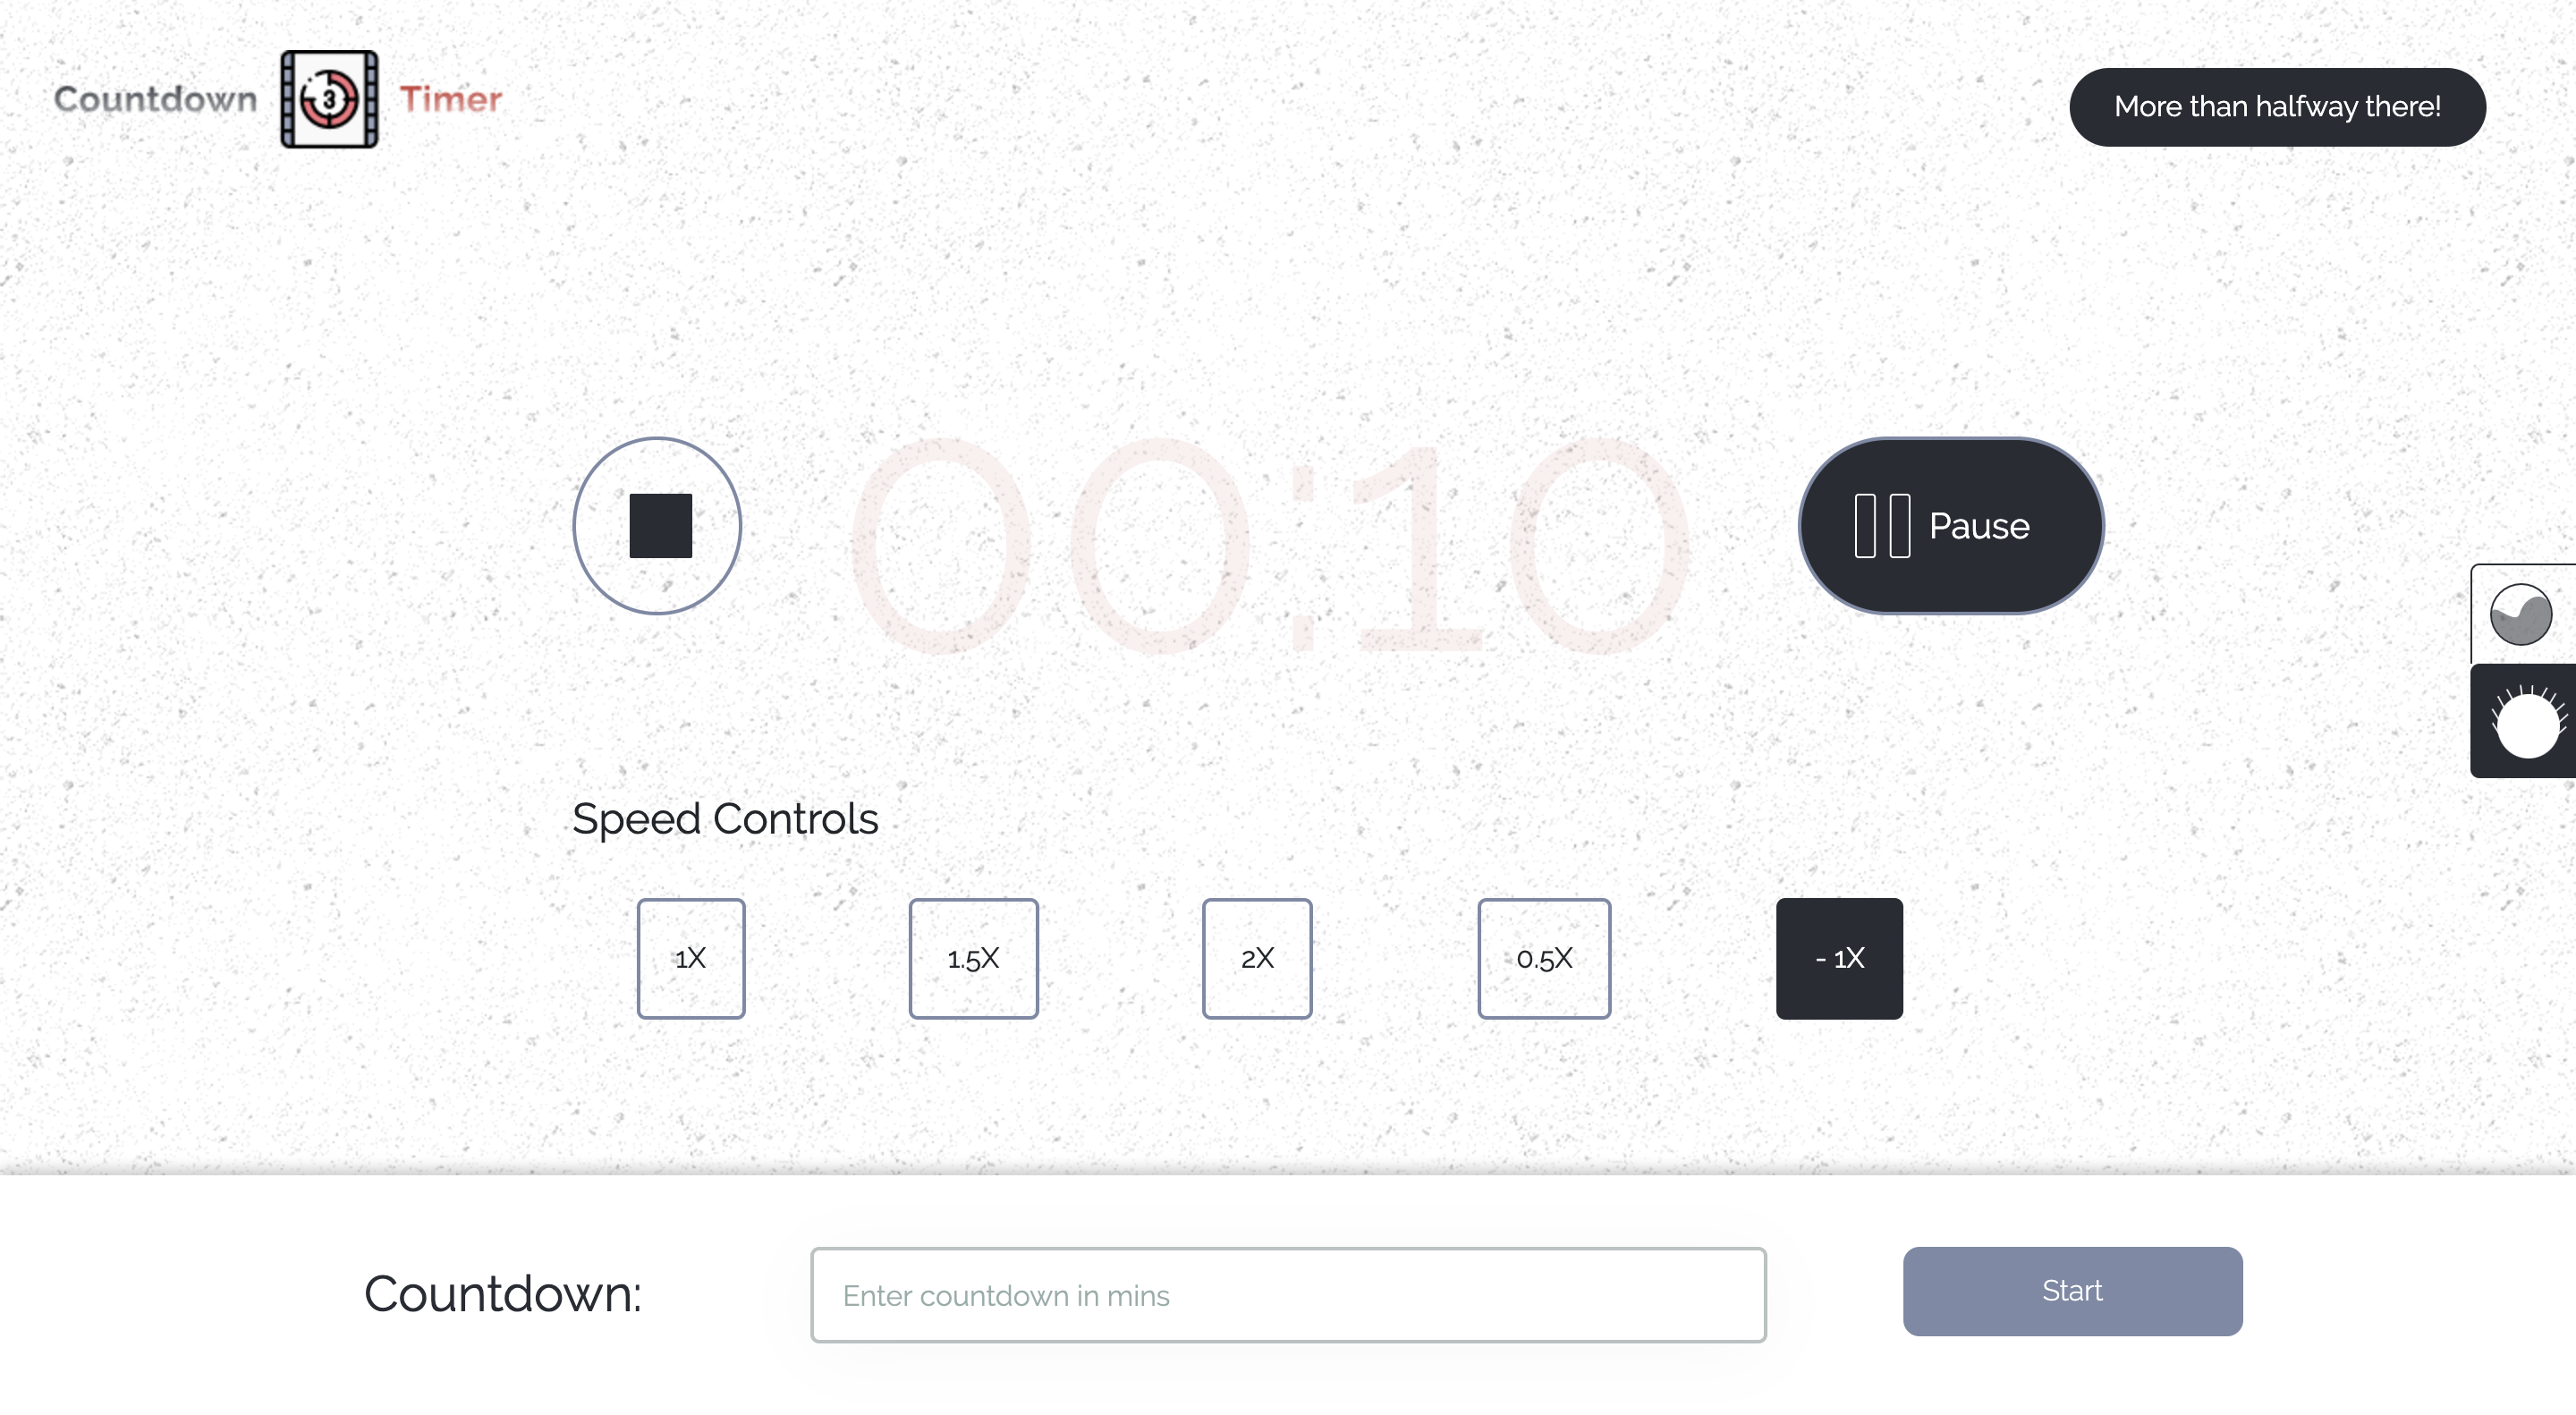 Countdown 3 Timer
More than halfway there!
00:10
Pause
Speed Controls
1X 1.5X 2X 0.5X - 1X
Countdown: Enter countdown in mins Start